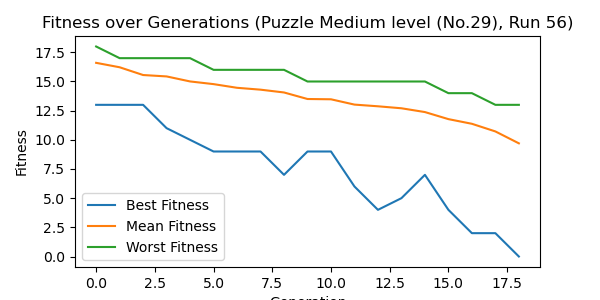 Fitness over Generations (Puzzle Medium level (No.29), Run 56)
Fitness
17.5
15.0
12.5
10.0
7.5
5.0
2.5
0.0
Best Fitness
Mean Fitness
Worst Fitness
0.0 2.5 5.0 7.5 10.0 12.5 15.0 17.5
Generation